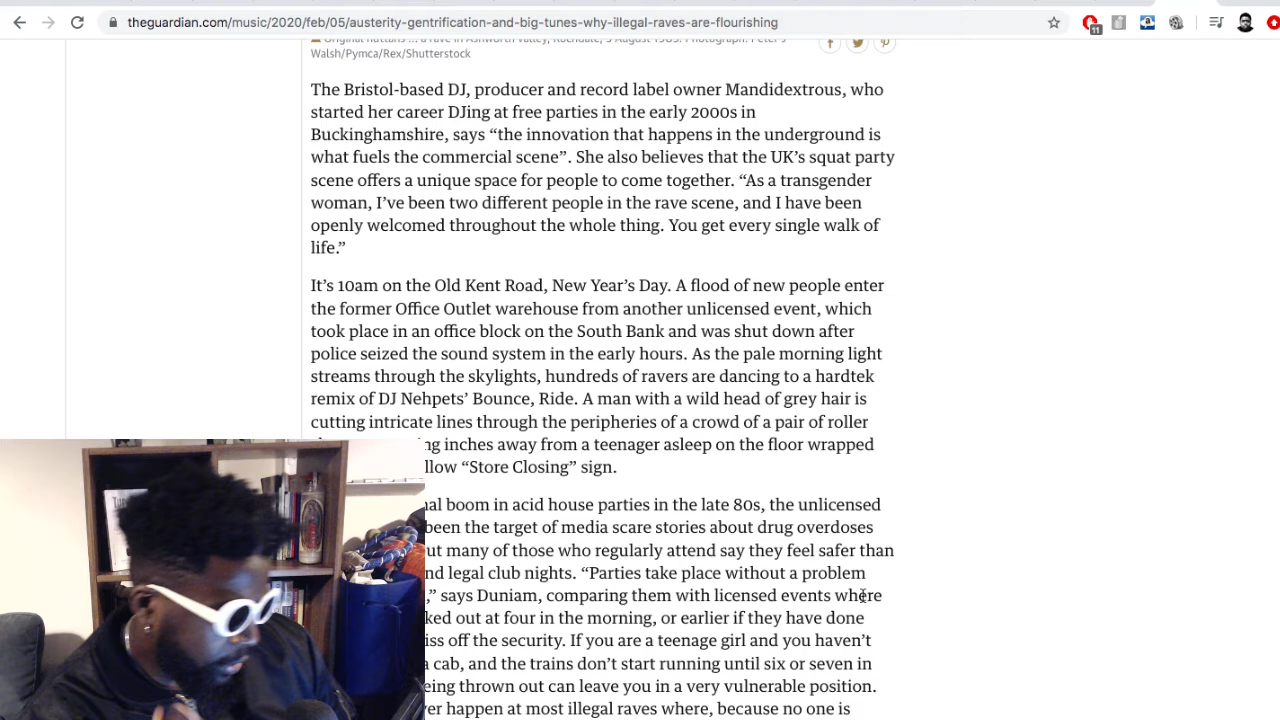 theguardian.com/music/2020/feb/05/austerity-gentrification-and-big-tunes-why-illegal-raves-are-flourishing
11
Walsh/Pymca/Rex/Shutterstock
The Bristol-based DJ, producer and record label owner Mandidextrous, who
started her career DJing at free parties in the early 2000s in
Buckinghamshire, says “the innovation that happens in the underground is
what fuels the commercial scene”. She also believes that the UK’s squat party
scene offers a unique space for people to come together. “As a transgender
woman, I’ve been two different people in the rave scene, and I have been
openly welcomed throughout the whole thing. You get every single walk of
life.”
It’s 10am on the Old Kent Road, New Year’s Day. A flood of new people enter
the former Office Outlet warehouse from another unlicensed event, which
took place in an office block on the South Bank and was shut down after
police seized the sound system in the early hours. As the pale morning light
streams through the skylights, hundreds of ravers are dancing to a hardtek
remix of DJ Nehpets’ Bounce, Ride. A man with a wild head of grey hair is
cutting intricate lines through the peripheries of a crowd of a pair of roller
inches away from a teenager asleep on the floor wrapped
“Store Closing” sign.
boom in acid house parties in the late 80s, the unlicensed
been the target of media scare stories about drug overdoses
many of those who regularly attend say they feel safer than
legal club nights. “Parties take place without a problem
says Duniam, comparing them with licensed events where
out at four in the morning, or earlier if they have done
off the security. If you are a teenage girl and you haven’t
a cab, and the trains don’t start running until six or seven in
thrown out can leave you in a very vulnerable position.
happen at most illegal raves where, because no one is